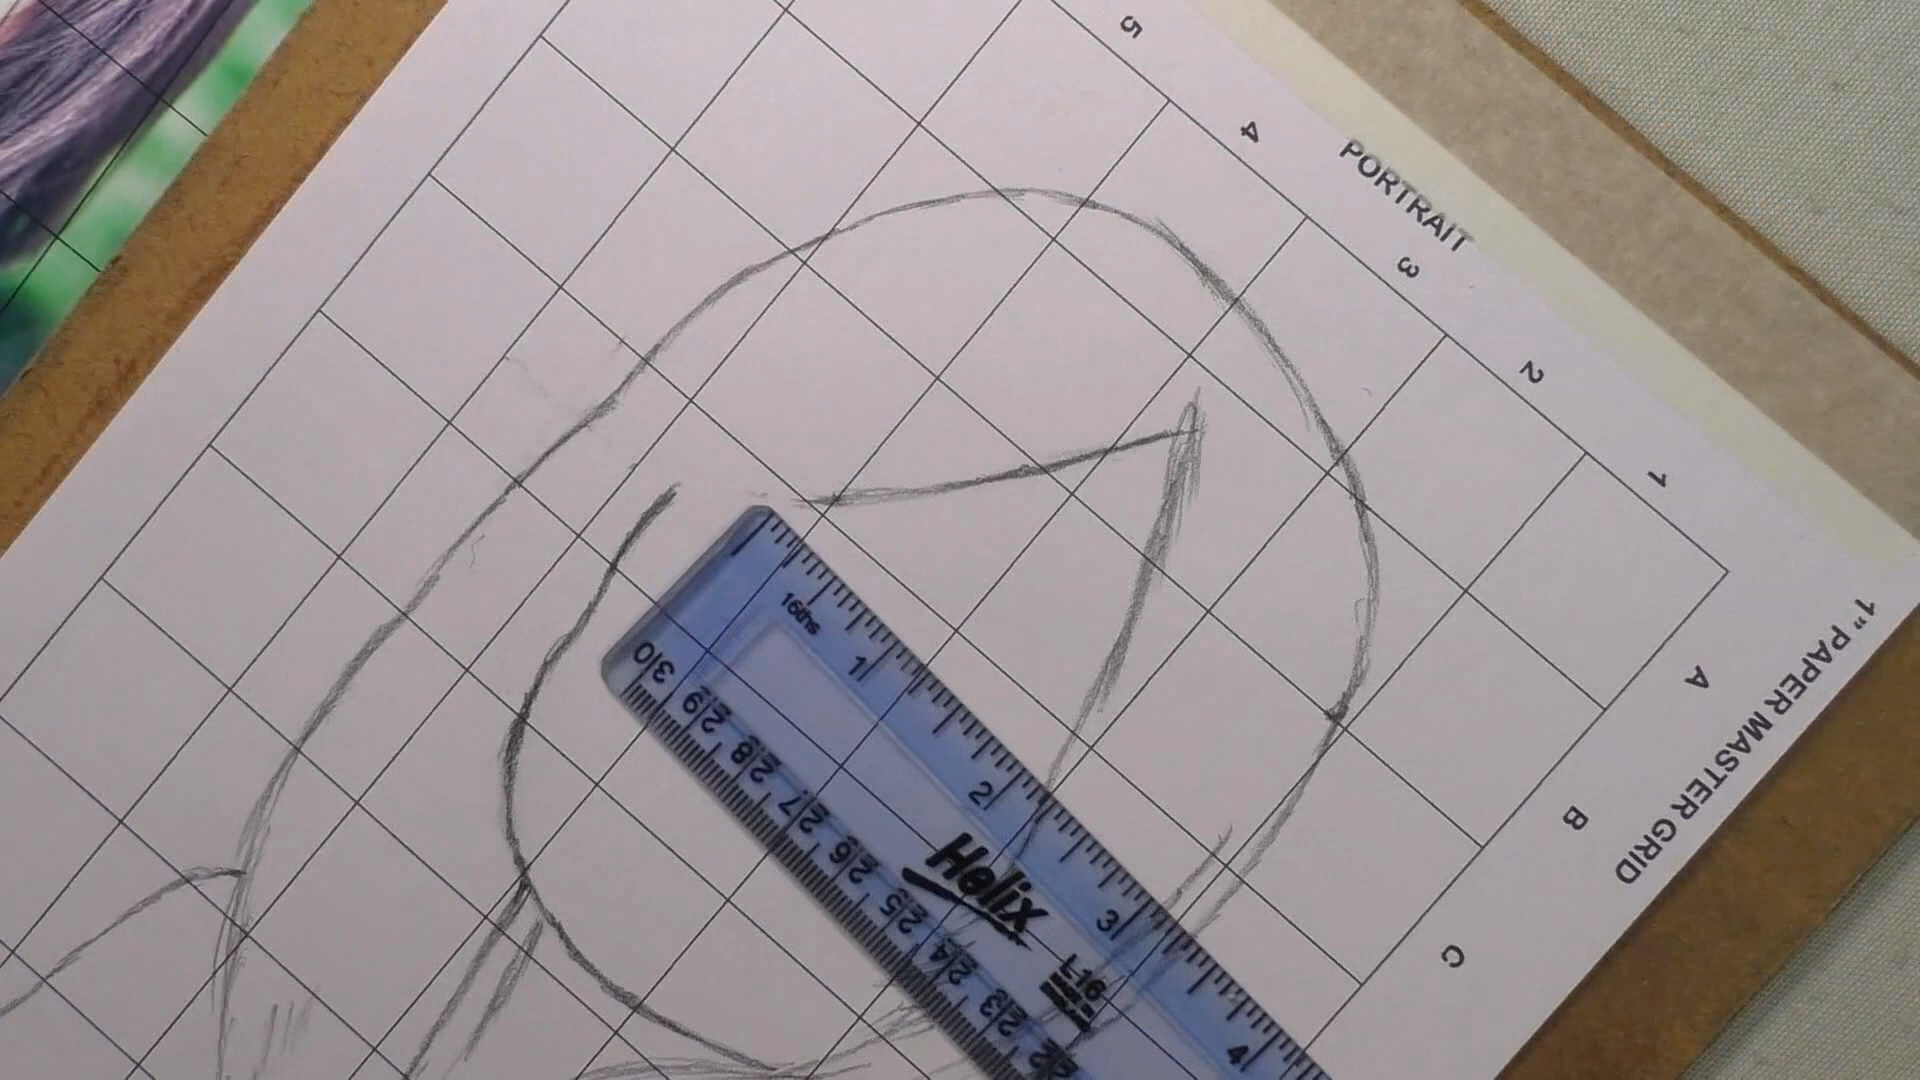 1" PAPER MASTER GRID
PORTRAIT
1
2
3
4
5
A
B
C
16ths
1
2
3
4
Helix
L16
30
29
28
27
26
25
24
23
22